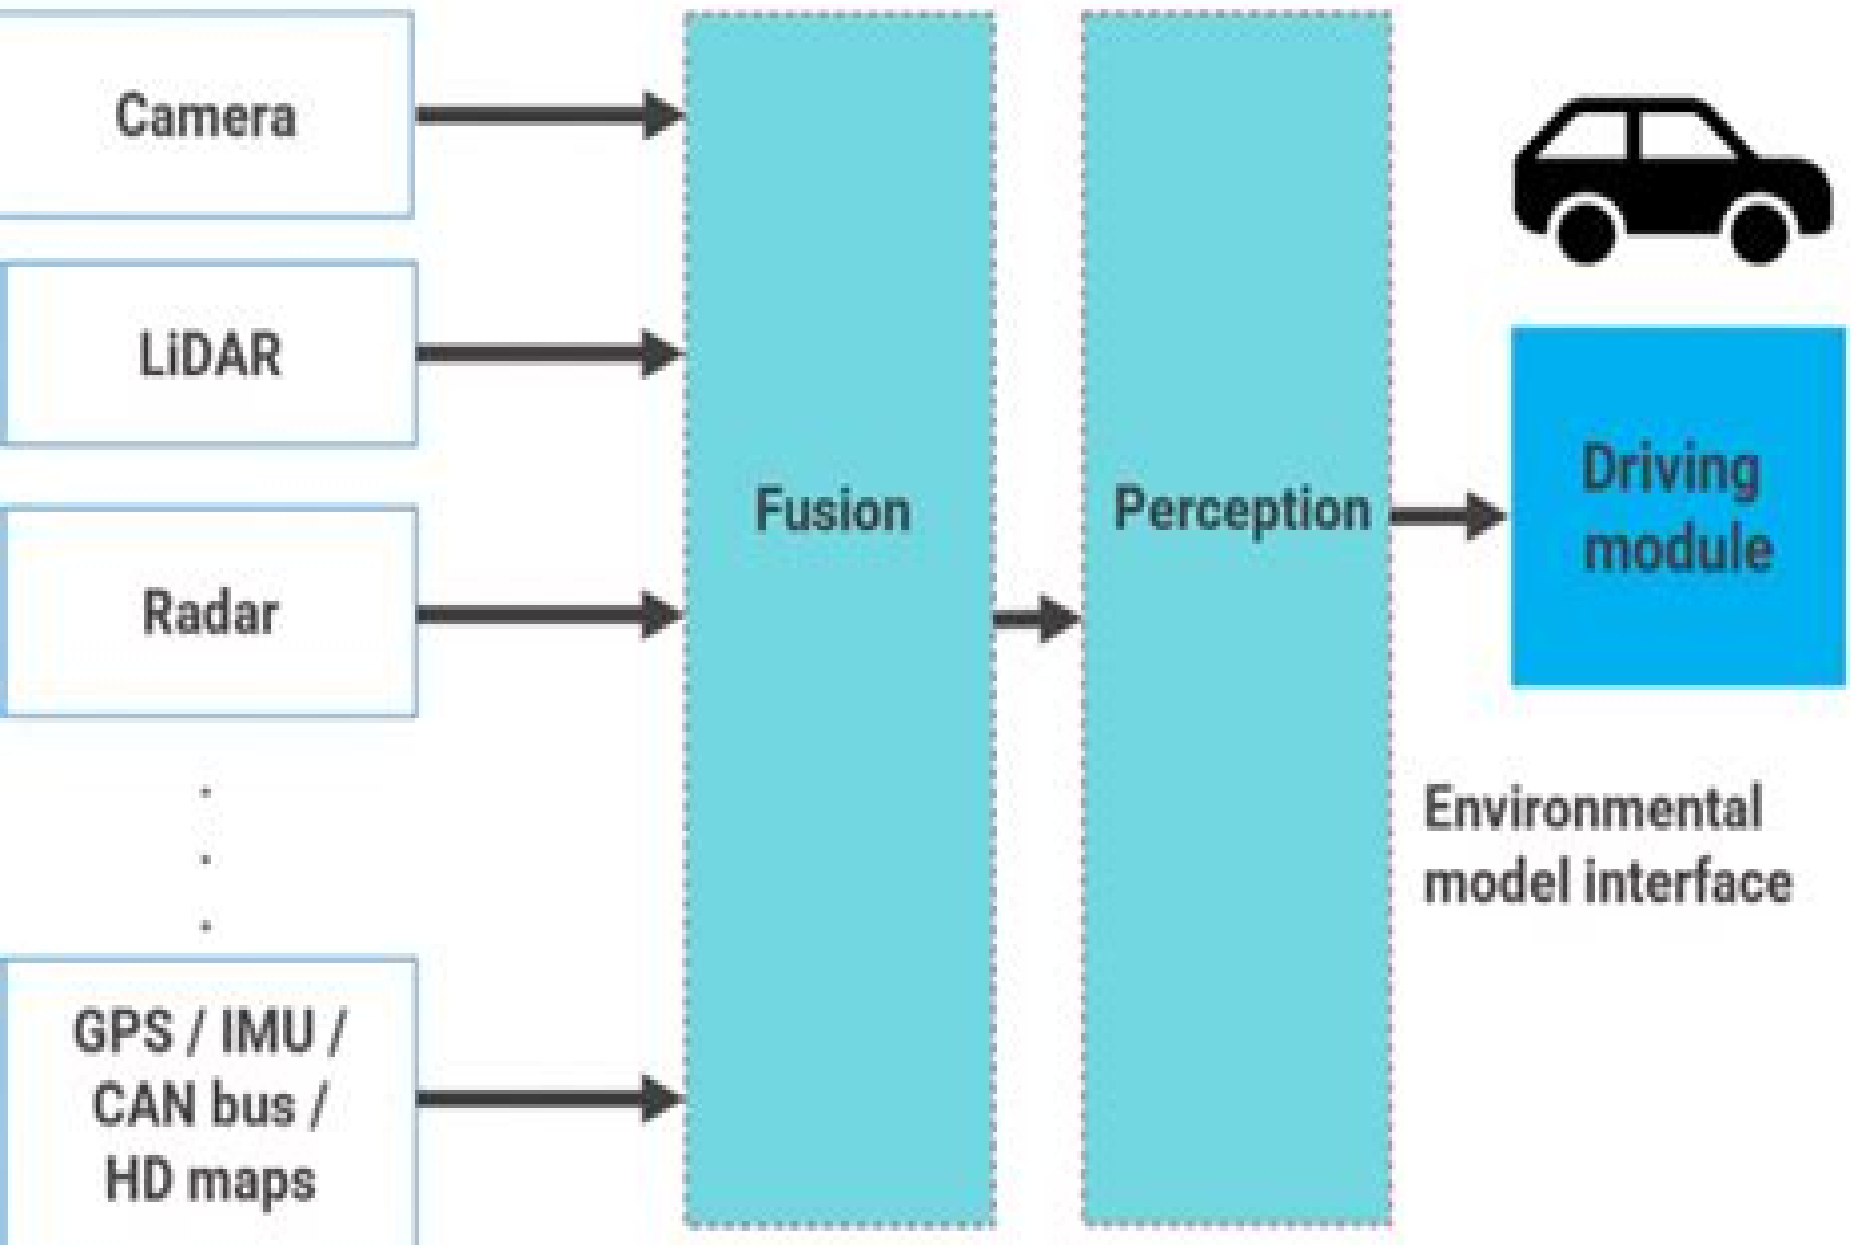 Camera
LiDAR
Radar
GPS / IMU /
CAN bus /
HD maps
Fusion
Perception
Driving
module
Environmental
model interface